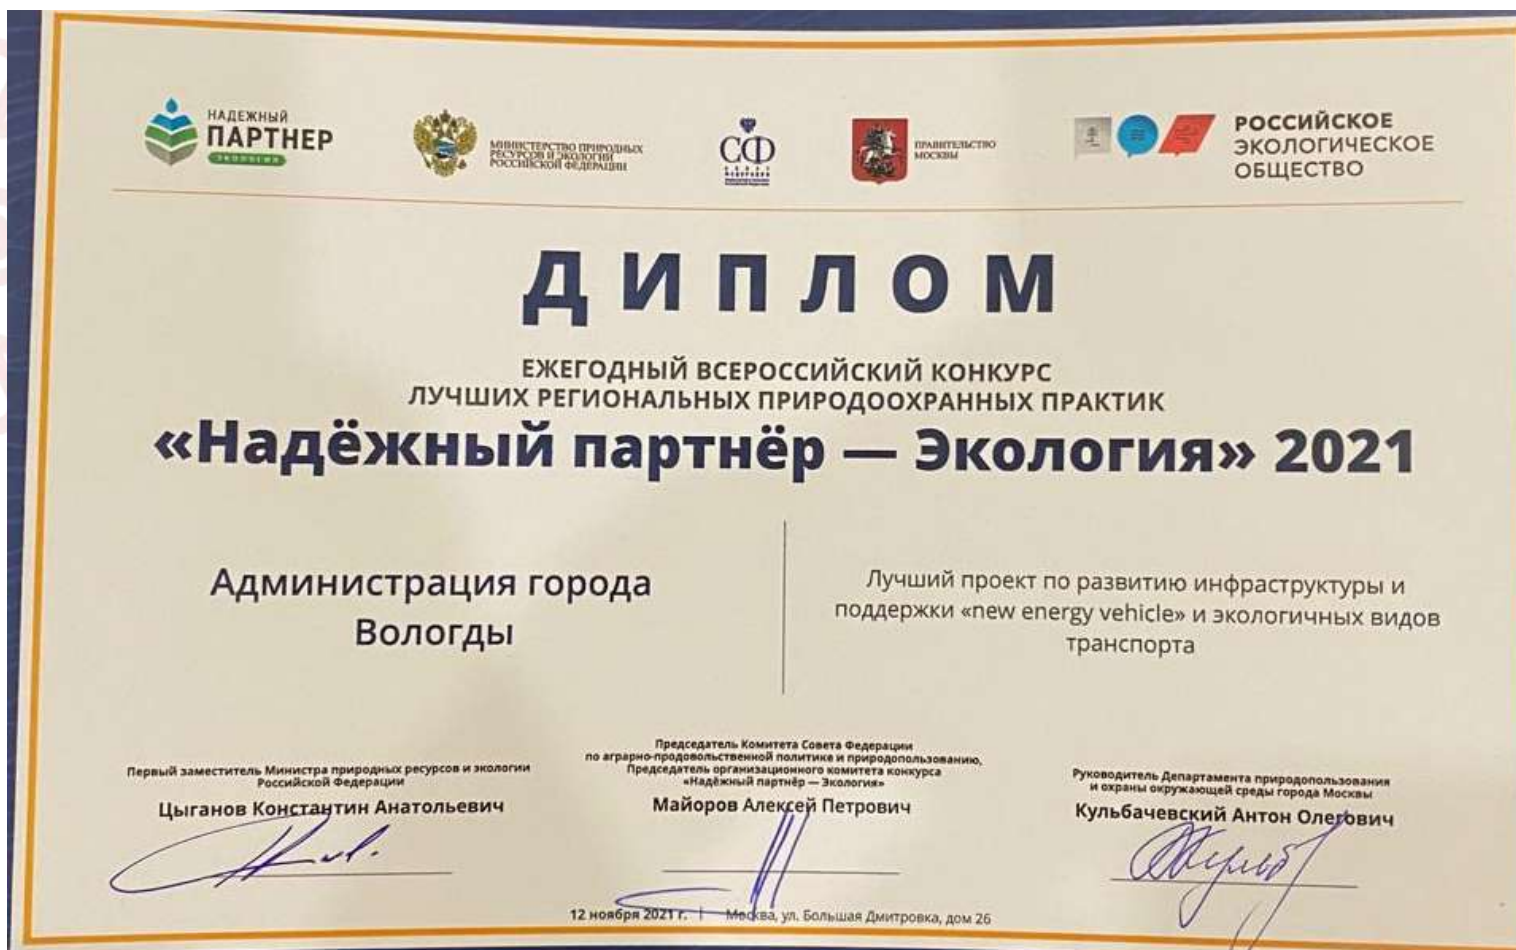 НАДЕЖНЫЙ
ПАРТНЕР
ЭКОЛОГИЯ
МИНИСТЕРСТВО ПРИРОДНЫХ
РЕСУРСОВ И ЭКОЛОГИИ
РОССИЙСКОЙ ФЕДЕРАЦИИ
СФ
СОВЕТ
ФЕДЕРАЦИИ
ПРАВИТЕЛЬСТВО
МОСКВЫ
РОССИЙСКОЕ
ЭКОЛОГИЧЕСКОЕ
ОБЩЕСТВО
ДИПЛОМ
ЕЖЕГОДНЫЙ ВСЕРОССИЙСКИЙ КОНКУРС
ЛУЧШИХ РЕГИОНАЛЬНЫХ ПРИРОДООХРАННЫХ ПРАКТИК
«Надёжный партнёр — Экология» 2021
Администрация города
Вологды
Лучший проект по развитию инфраструктуры и
поддержки «new energy vehicle» и экологичных видов
транспорта
Первый заместитель Министра природных ресурсов и экологии
Российской Федерации
Цыганов Константин Анатольевич
Председатель Комитета Совета Федерации
по аграрно-продовольственной политике и природопользованию,
Председатель организационного комитета конкурса
«Надёжный партнёр — Экология»
Майоров Алексей Петрович
Руководитель Департамента природопользования
и охраны окружающей среды города Москвы
Кульбачевский Антон Олегович
12 ноября 2021 г. | Москва, ул. Большая Дмитровка, дом 26